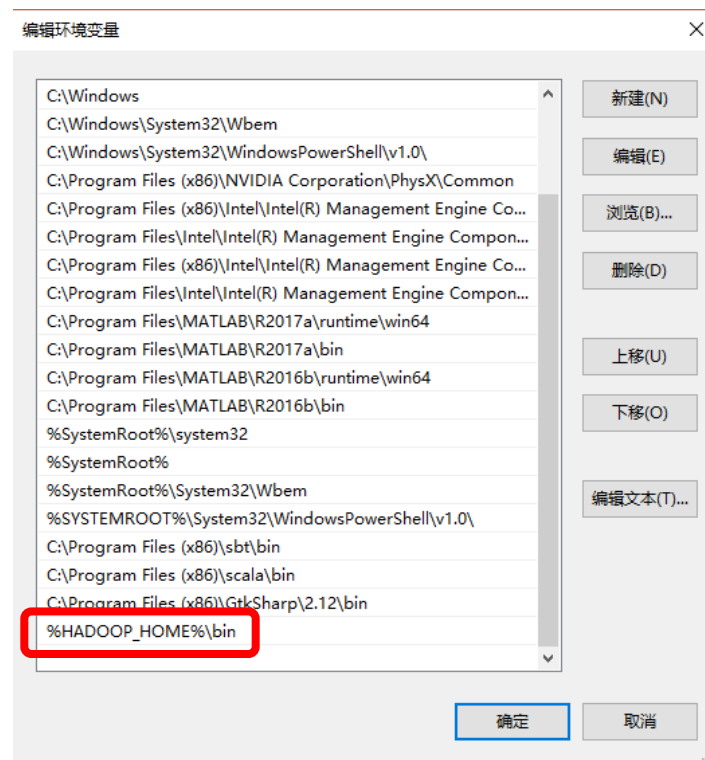 编辑环境变量
C:\Windows
C:\Windows\System32\Wbem
C:\Windows\System32\WindowsPowerShell\v1.0\
C:\Program Files (x86)\NVIDIA Corporation\PhysX\Common
C:\Program Files (x86)\Intel\Intel(R) Management Engine Co...
C:\Program Files\Intel\Intel(R) Management Engine Compon...
C:\Program Files (x86)\Intel\Intel(R) Management Engine Co...
C:\Program Files\Intel\Intel(R) Management Engine Compon...
C:\Program Files\MATLAB\R2017a\runtime\win64
C:\Program Files\MATLAB\R2017a\bin
C:\Program Files\MATLAB\R2016b\runtime\win64
C:\Program Files\MATLAB\R2016b\bin
%SystemRoot%\system32
%SystemRoot%
%SystemRoot%\System32\Wbem
%SYSTEMROOT%\System32\WindowsPowerShell\v1.0\
C:\Program Files (x86)\sbt\bin
C:\Program Files (x86)\scala\bin
C:\Program Files (x86)\GtkSharp\2.12\bin
%HADOOP_HOME%\bin
新建(N)
编辑(E)
浏览(B)...
删除(D)
上移(U)
下移(O)
编辑文本(T)...
确定
取消